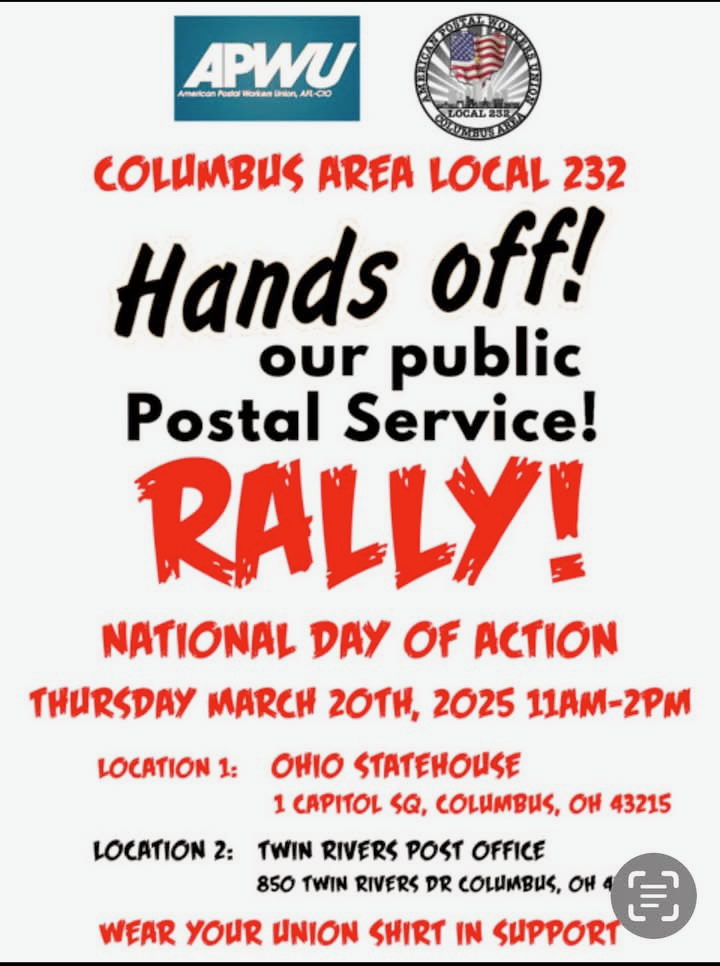 APWU
American Postal Workers Union, AFL-CIO
AMERICAN POSTAL WORKERS UNION
LOCAL 232
COLUMBUS AREA
COLUMBUS AREA LOCAL 232
Hands off!
our public
Postal Service!
RALLY!
NATIONAL DAY OF ACTION
THURSDAY MARCH 20TH, 2025 11AM-2PM
LOCATION 1: OHIO STATEHOUSE
1 CAPITOL SQ, COLUMBUS, OH 43215
LOCATION 2: TWIN RIVERS POST OFFICE
850 TWIN RIVERS DR COLUMBUS, OH
WEAR YOUR UNION SHIRT IN SUPPORT